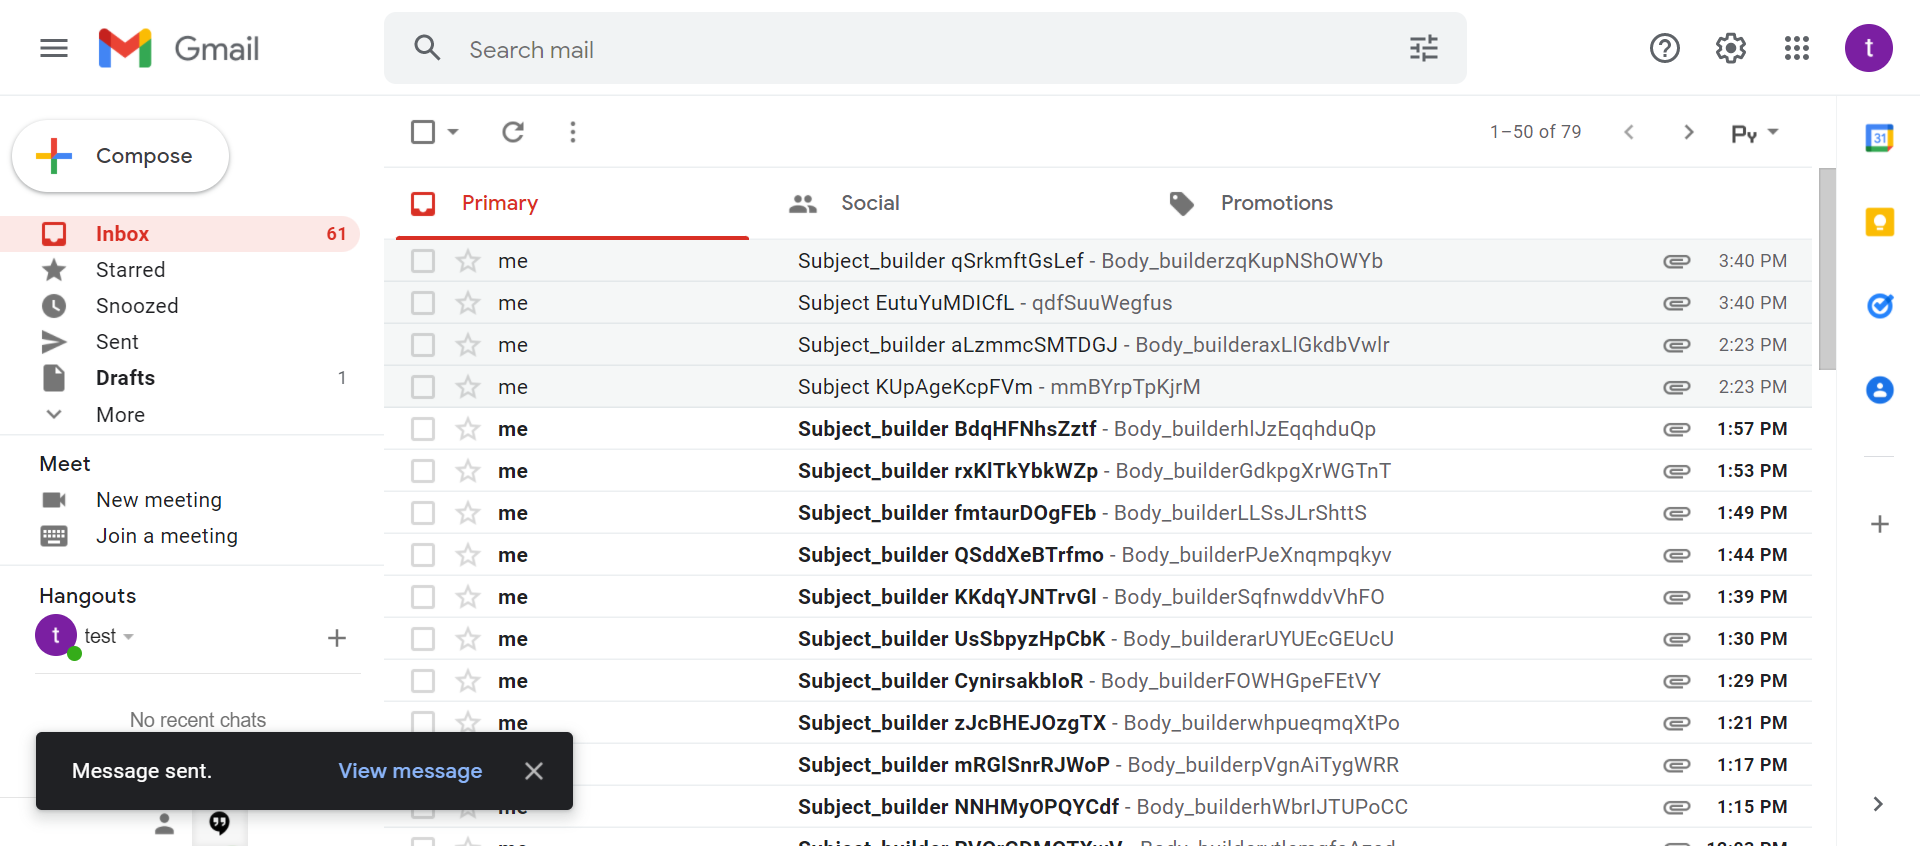 Gmail
Search mail
t
Compose
1–50 of 79
Py
31
Primary
Social
Promotions
Inbox 61
Starred
Snoozed
Sent
Drafts 1
More
Meet
New meeting
Join a meeting
Hangouts
t test
No recent chats
Message sent. View message
me Subject_builder qSrkmftGsLef - Body_builderzqKupNShOWYb 3:40 PM
me Subject EutuYuMDICfL - qdfSuuWegfus 3:40 PM
me Subject_builder aLzmmcSMTDGJ - Body_builderaxLlGkdbVwlr 2:23 PM
me Subject KUpAgeKcpFVm - mmBYrpTpKjrM 2:23 PM
me Subject_builder BdqHFNhsZztf - Body_builderhlJzEqqhduQp 1:57 PM
me Subject_builder rxKlTkYbkWZp - Body_builderGdkpgXrWGTnT 1:53 PM
me Subject_builder fmtaurDOgFEb - Body_builderLLSsJLrShttS 1:49 PM
me Subject_builder QSddXeBTrfmo - Body_builderPJeXnqmpqkyv 1:44 PM
me Subject_builder KKdqYJNTrvGl - Body_builderSqfnwddvVhFO 1:39 PM
me Subject_builder UsSbpyzHpCbK - Body_builderarUYUEcGEUcU 1:30 PM
me Subject_builder CynirsakbIoR - Body_builderFOWHGpeFEtVY 1:29 PM
me Subject_builder zJcBHEJOzgTX - Body_builderwhpueqmqXtPo 1:21 PM
Subject_builder mRGlSnrRJWoP - Body_builderpVgnAiTygWRR 1:17 PM
me Subject_builder NNHMyOPQYCdf - Body_builderhWbrIJTUPoCC 1:15 PM